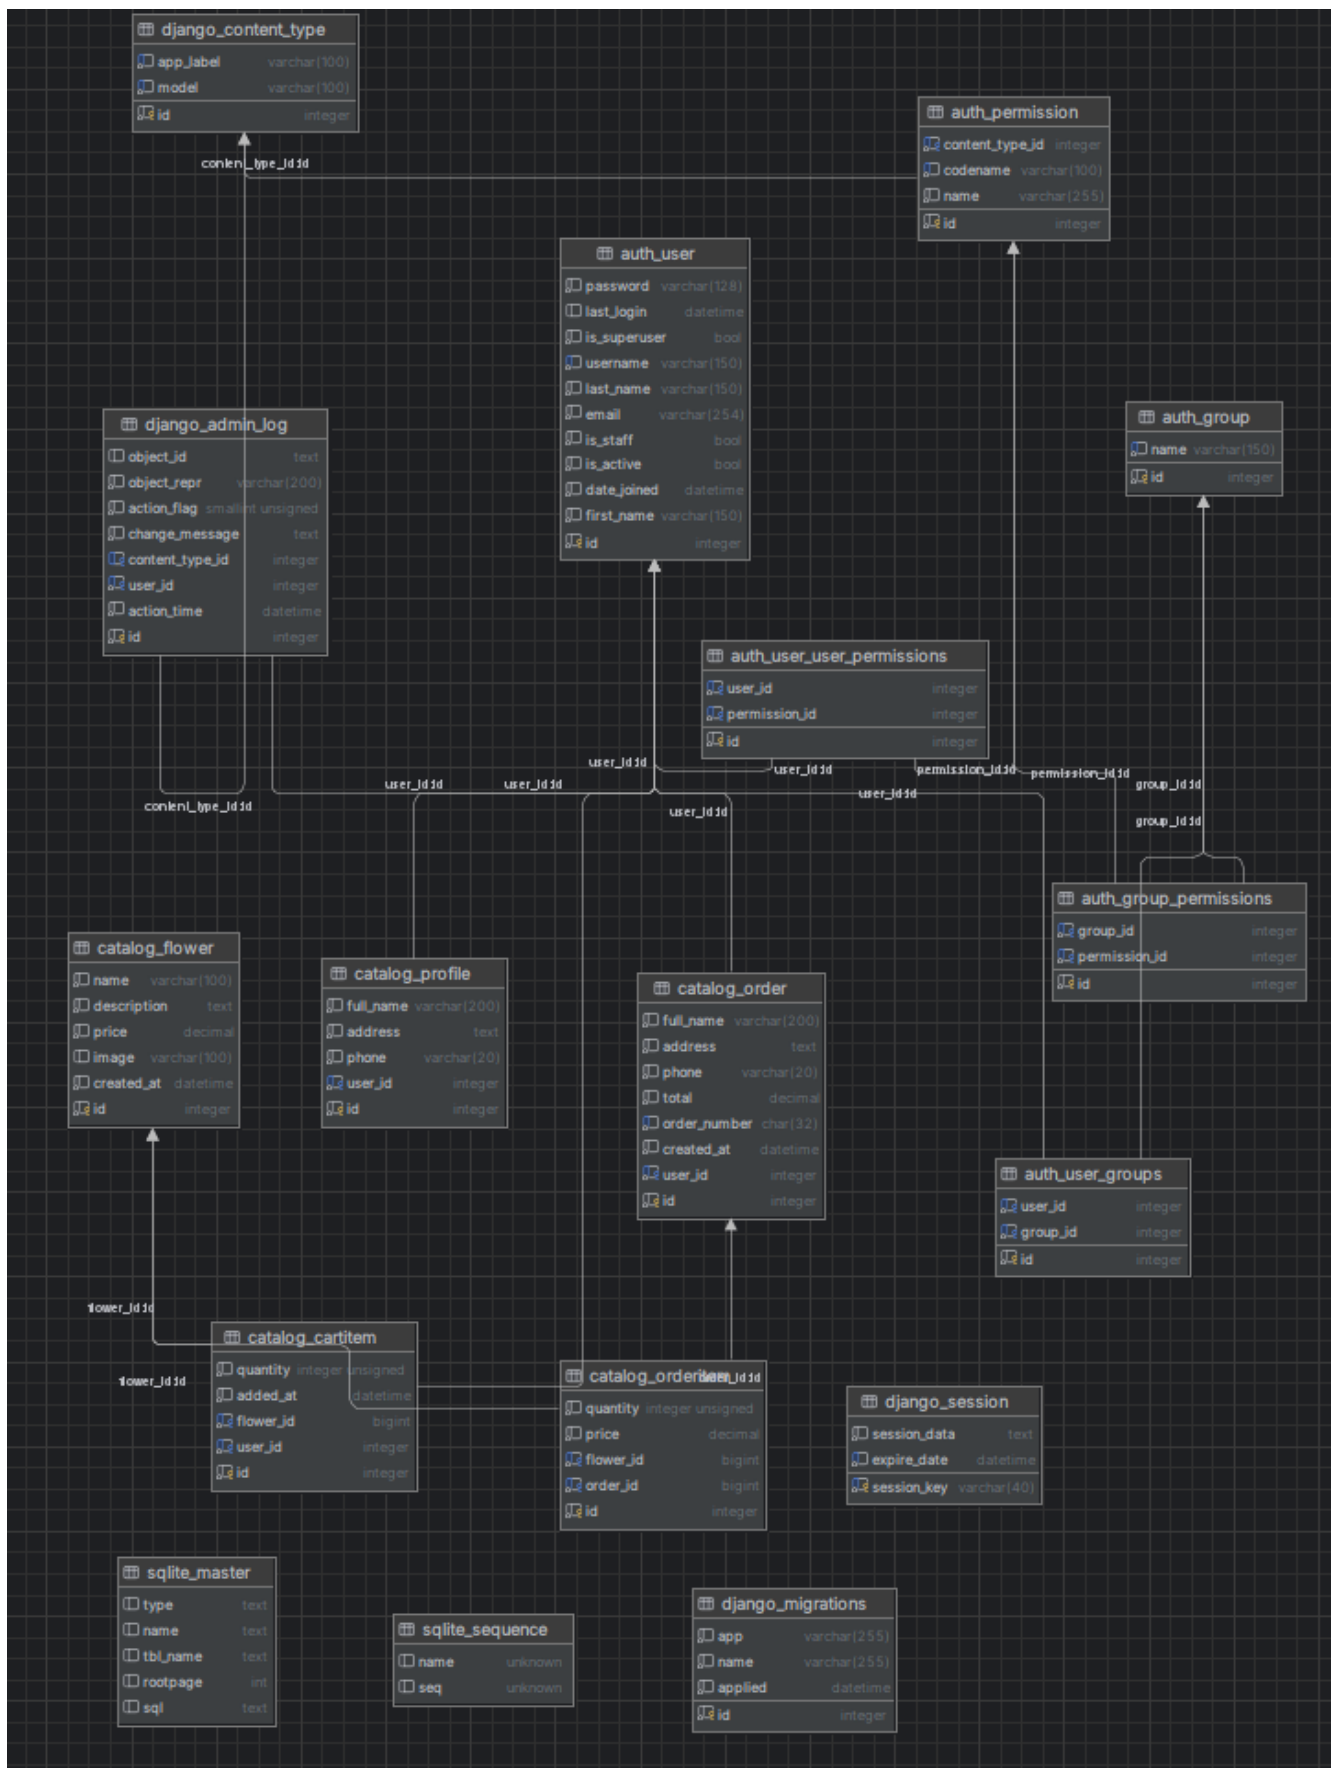 django_content_type
app_label varchar(100)
model varchar(100)
id integer
content_type_id:id
auth_permission
content_type_id integer
codename varchar(100)
name varchar(255)
id integer
auth_user
password varchar(128)
last_login datetime
is_superuser bool
username varchar(150)
last_name varchar(150)
email varchar(254)
is_staff bool
is_active bool
date_joined datetime
first_name varchar(150)
id integer
django_admin_log
object_id text
object_repr varchar(200)
action_flag smallint unsigned
change_message text
content_type_id integer
user_id integer
action_time datetime
id integer
auth_group
name varchar(150)
id integer
auth_user_user_permissions
user_id integer
permission_id integer
id integer
user_id:id
user_id:id
permission_id:id
permission_id:id
group_id:id
user_id:id
user_id:id
user_id:id
content_type_id:id
user_id:id
group_id:id
auth_group_permissions
group_id integer
permission_id integer
id integer
catalog_flower
name varchar(100)
description text
price decimal
image varchar(100)
created_at datetime
id integer
catalog_profile
full_name varchar(200)
address text
phone varchar(20)
user_id integer
id integer
catalog_order
full_name varchar(200)
address text
phone varchar(20)
total decimal
order_number char(32)
created_at datetime
user_id integer
id integer
auth_user_groups
user_id integer
group_id integer
id integer
flower_id:id
flower_id:id
catalog_cartitem
quantity integer unsigned
added_at datetime
flower_id bigint
user_id integer
id integer
catalog_orderitem
quantity integer unsigned
price decimal
flower_id bigint
order_id bigint
id integer
django_session
session_data text
expire_date datetime
session_key varchar(40)
sqlite_master
type text
name text
tbl_name text
rootpage int
sql text
sqlite_sequence
name unknown
seq unknown
django_migrations
app varchar(255)
name varchar(255)
applied datetime
id integer